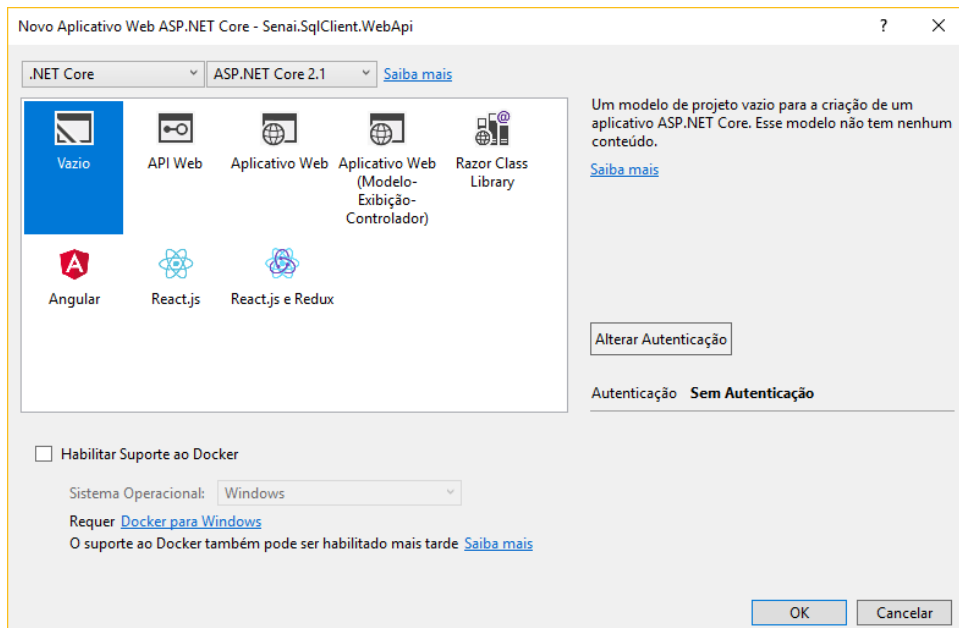 Novo Aplicativo Web ASP.NET Core - Senai.SqlClient.WebApi
?
.NET Core
ASP.NET Core 2.1
Saiba mais
Vazio
API Web
Aplicativo Web
Aplicativo Web
(Modelo-
Exibição-
Controlador)
Razor Class
Library
Angular
React.js
React.js e Redux
Um modelo de projeto vazio para a criação de um
aplicativo ASP.NET Core. Esse modelo não tem nenhum
conteúdo.
Saiba mais
Alterar Autenticação
Autenticação Sem Autenticação
Habilitar Suporte ao Docker
Sistema Operacional: Windows
Requer Docker para Windows
O suporte ao Docker também pode ser habilitado mais tarde Saiba mais
OK
Cancelar